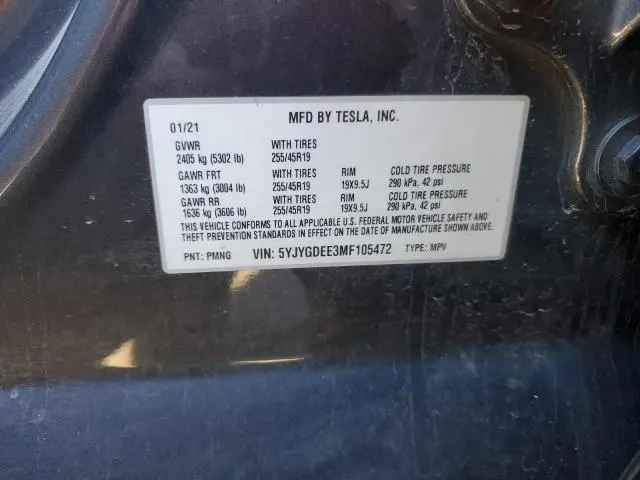 MFD BY TESLA, INC.
01/21
GVWR WITH TIRES
2405 kg (5302 lb) 255/45R19
GAWR FRT WITH TIRES RIM COLD TIRE PRESSURE
1363 kg (3004 lb) 255/45R19 19X9.5J 290 kPa, 42 psi
GAWR RR WITH TIRES RIM COLD TIRE PRESSURE
1636 kg (3606 lb) 255/45R19 19X9.5J 290 kPa, 42 psi
THIS VEHICLE CONFORMS TO ALL APPLICABLE U.S. FEDERAL MOTOR VEHICLE SAFETY AND
THEFT PREVENTION STANDARDS IN EFFECT ON THE DATE OF MANUFACTURE SHOWN ABOVE.
PNT: PMNG VIN: 5YJYGDEE3MF105472 TYPE: MPV